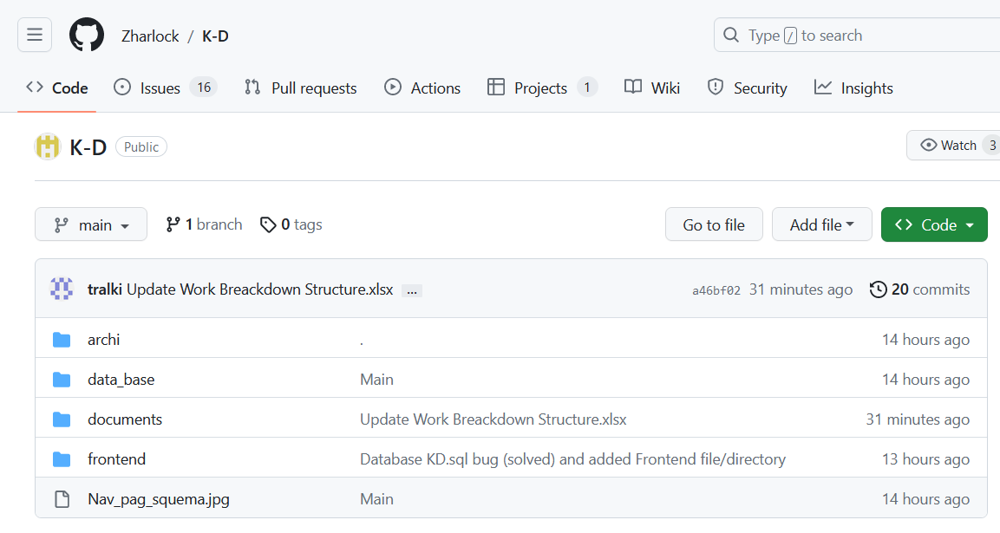 Zharlock / K-D
Type / to search
Code Issues 16 Pull requests Actions Projects 1 Wiki Security Insights
K-D Public
Watch 3
main 1 branch 0 tags
Go to file Add file Code
tralki Update Work Breackdown Structure.xlsx ... a46bf02 31 minutes ago 20 commits
archi . 14 hours ago
data_base Main 14 hours ago
documents Update Work Breackdown Structure.xlsx 31 minutes ago
frontend Database KD.sql bug (solved) and added Frontend file/directory 13 hours ago
Nav_pag_squema.jpg Main 14 hours ago